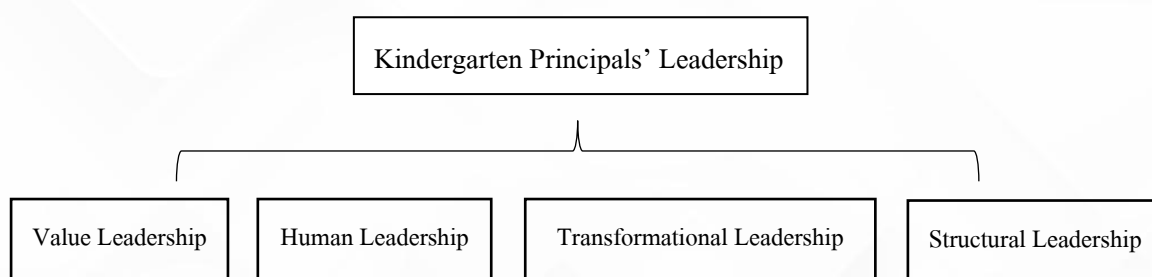 Kindergarten Principals’ Leadership
Value Leadership
Human Leadership
Transformational Leadership
Structural Leadership